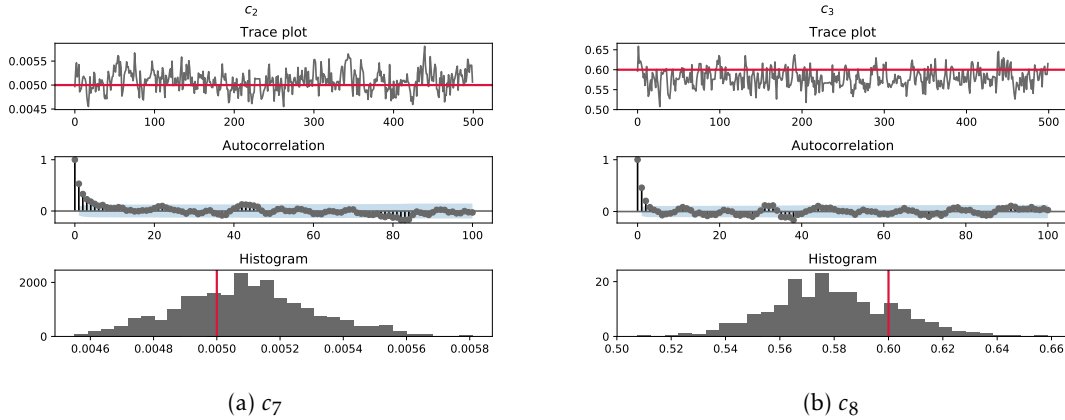 c₂
Trace plot
0.0055
0.0050
0.0045
0 100 200 300 400 500
Autocorrelation
1
0
0 20 40 60 80 100
Histogram
2000
0
0.0046 0.0048 0.0050 0.0052 0.0054 0.0056 0.0058
(a) c₇
c₃
Trace plot
0.65
0.60
0.55
0.50
0 100 200 300 400 500
Autocorrelation
1
0
0 20 40 60 80 100
Histogram
20
0
0.50 0.52 0.54 0.56 0.58 0.60 0.62 0.64 0.66
(b) c₈